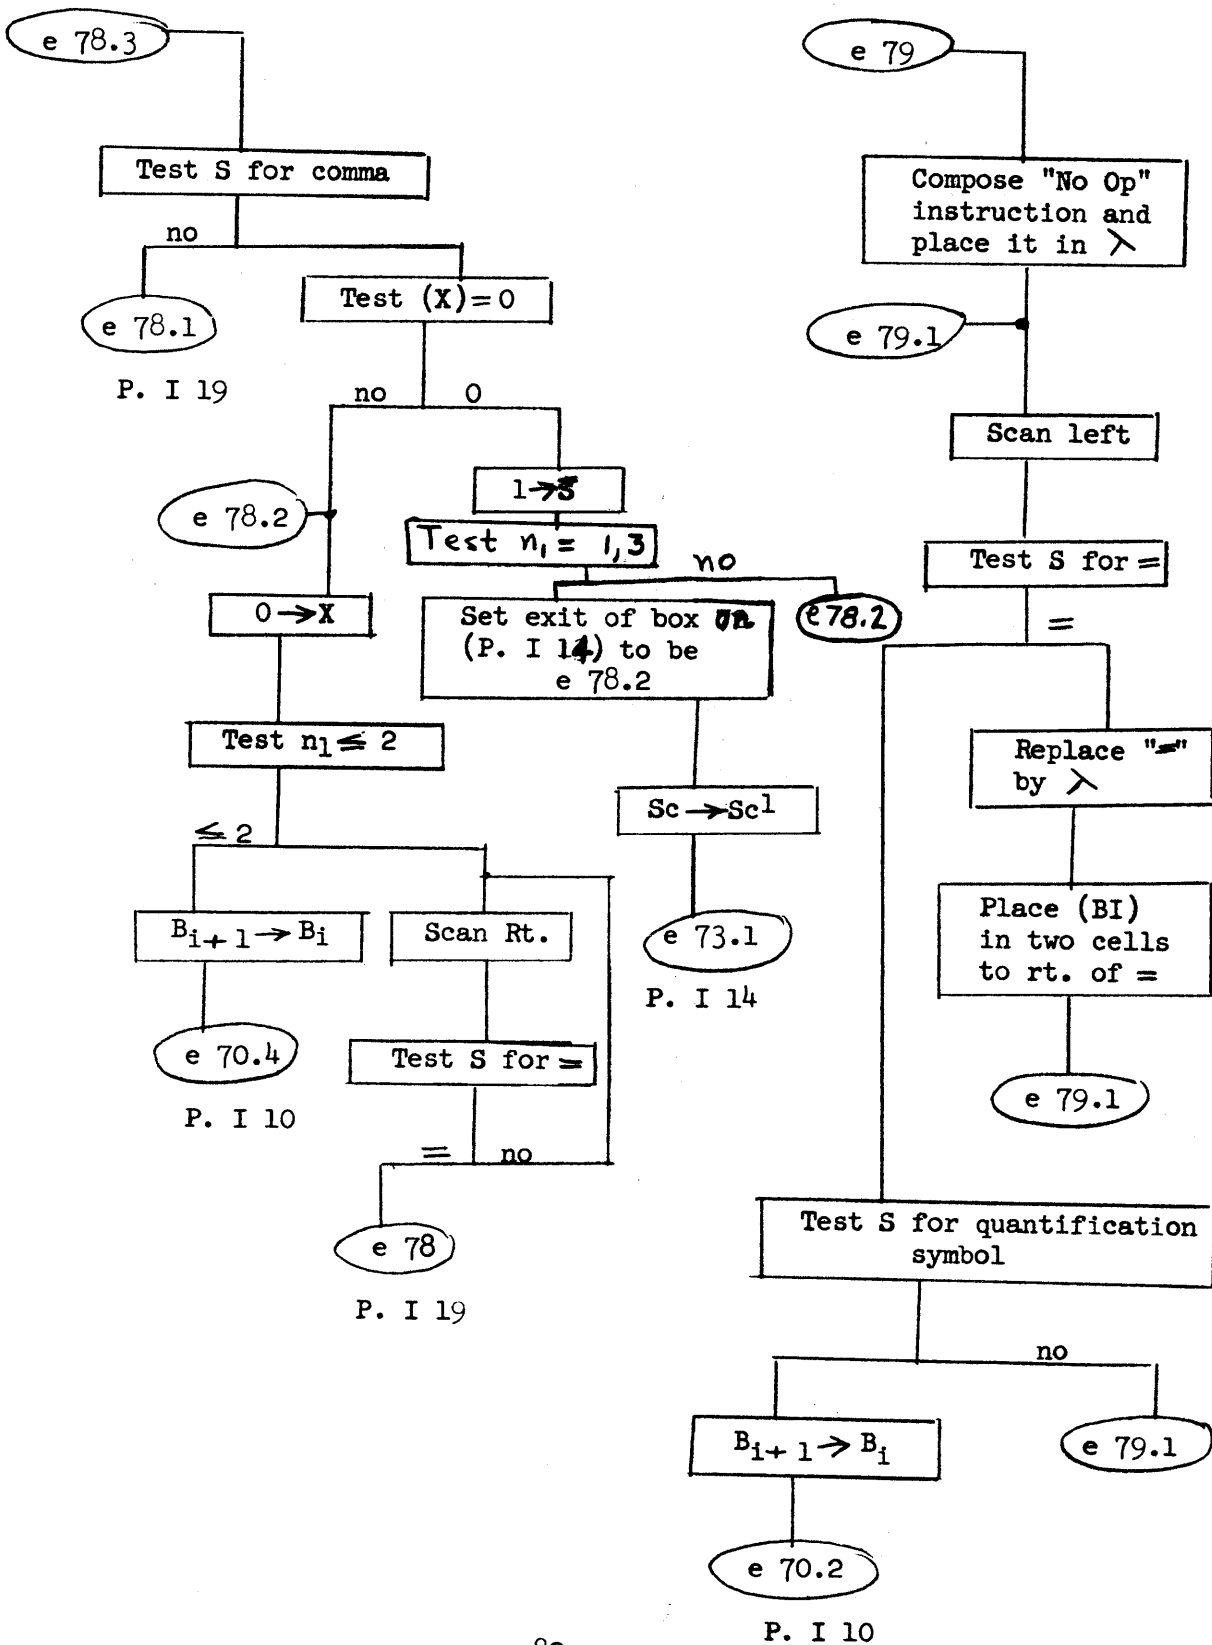 e 78.3
Test S for comma
no
e 78.1
P. I 19
Test (X)=0
no 0
1→
Test n₁ = 1,3
no
e 78.2
e 78.2
0→X
Set exit of box
(P. I 14) to be
e 78.2
Test n₁ ≤ 2
≤ 2
Sc→Sc¹
Bᵢ₊₁→Bᵢ
Scan Rt.
e 73.1
P. I 14
e 70.4
P. I 10
Test S for =
= no
e 78
P. I 19
e 79
Compose "No Op"
instruction and
place it in λ
e 79.1
Scan left
Test S for =
=
Replace "="
by λ
Place (BI)
in two cells
to rt. of =
e 79.1
Test S for quantification
symbol
no
Bᵢ₊₁→Bᵢ
e 79.1
e 70.2
P. I 10